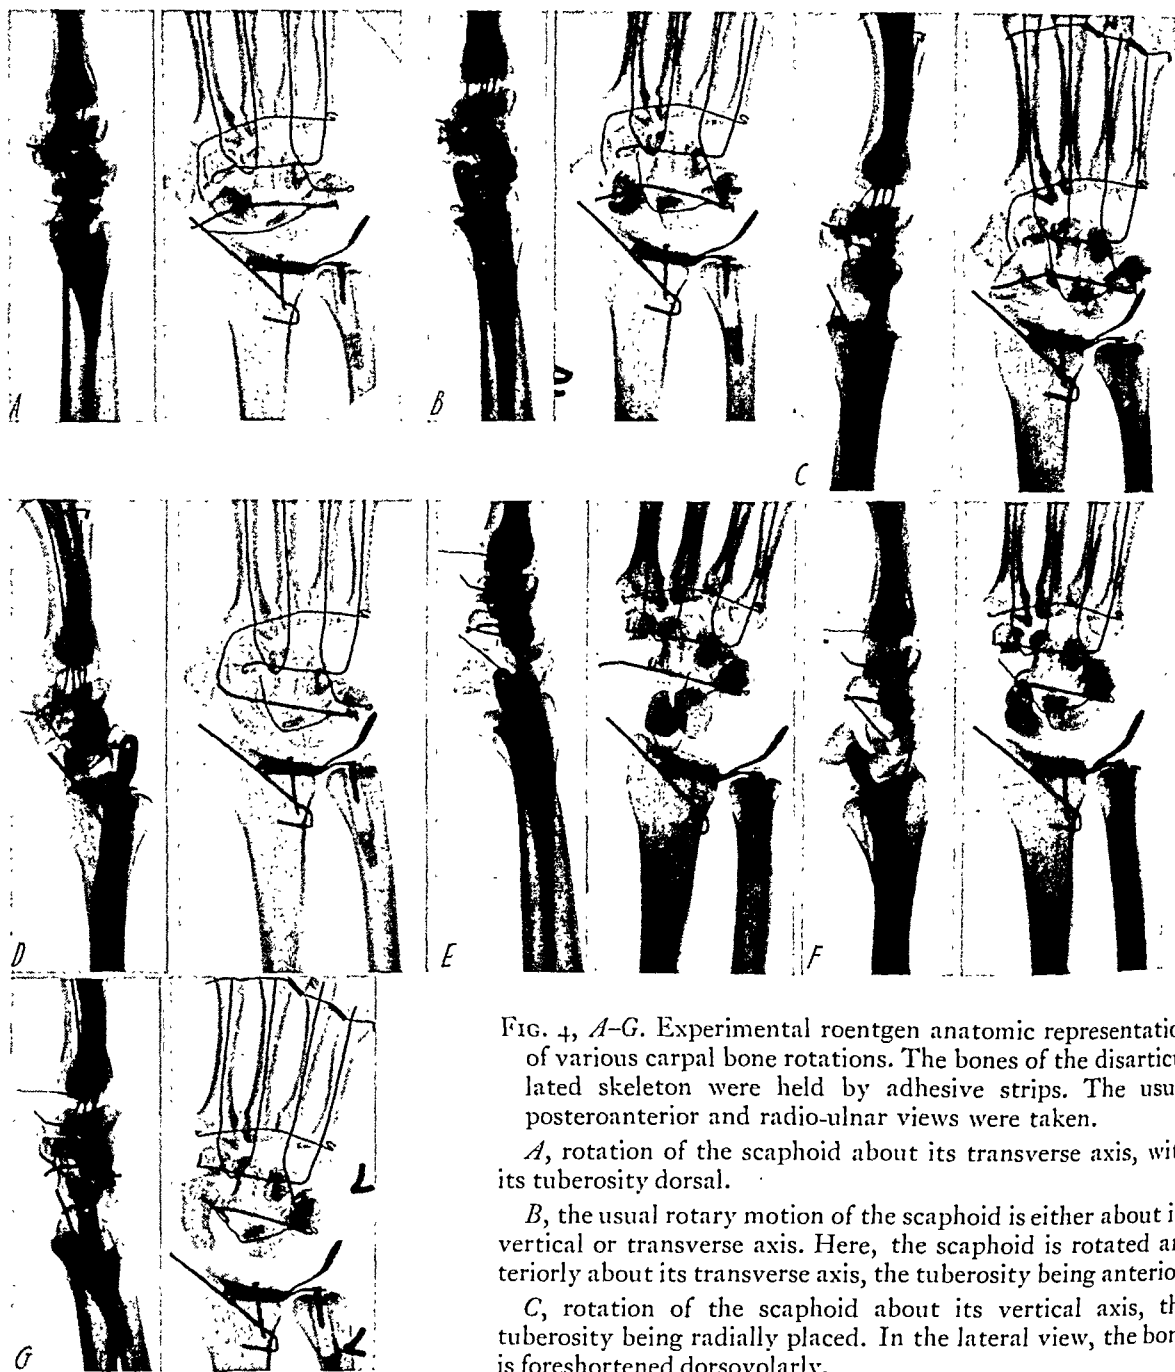 A
B
C
D
E
F
G
L
FIG. 4, A–G. Experimental roentgen anatomic representatio
of various carpal bone rotations. The bones of the disarticu
lated skeleton were held by adhesive strips. The usu
posteroanterior and radio-ulnar views were taken.
A, rotation of the scaphoid about its transverse axis, wit
its tuberosity dorsal.
B, the usual rotary motion of the scaphoid is either about i
vertical or transverse axis. Here, the scaphoid is rotated an
teriorly about its transverse axis, the tuberosity being anterio
C, rotation of the scaphoid about its vertical axis, th
tuberosity being radially placed. In the lateral view, the bon
is foreshortened dorsovolarly.